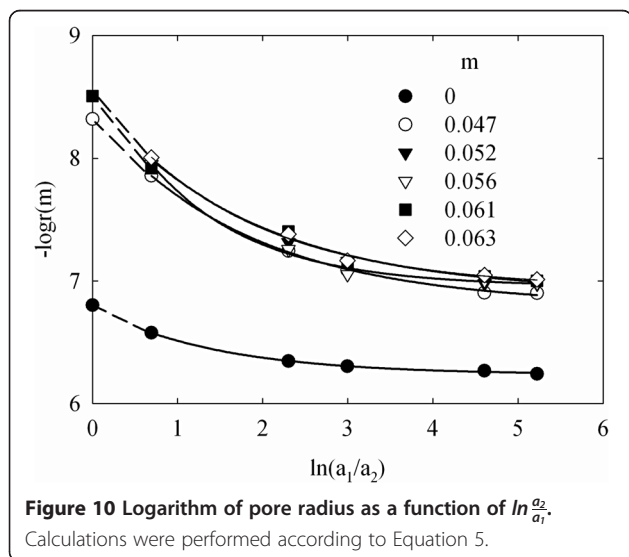 9
8
7
6
-logr(m)
m
0
0.047
0.052
0.056
0.061
0.063
0 1 2 3 4 5 6
ln(a₁/a₂)
Figure 10 Logarithm of pore radius as a function of ln a₂/a₁.
Calculations were performed according to Equation 5.